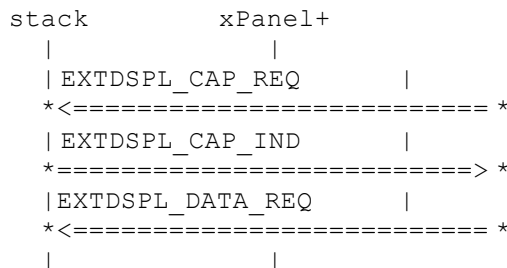 stack xPanel+
| |
| EXTDSPL_CAP_REQ |
*<========================== *
| EXTDSPL_CAP_IND |
*==========================> *
|EXTDSPL_DATA_REQ |
*<========================== *
| |